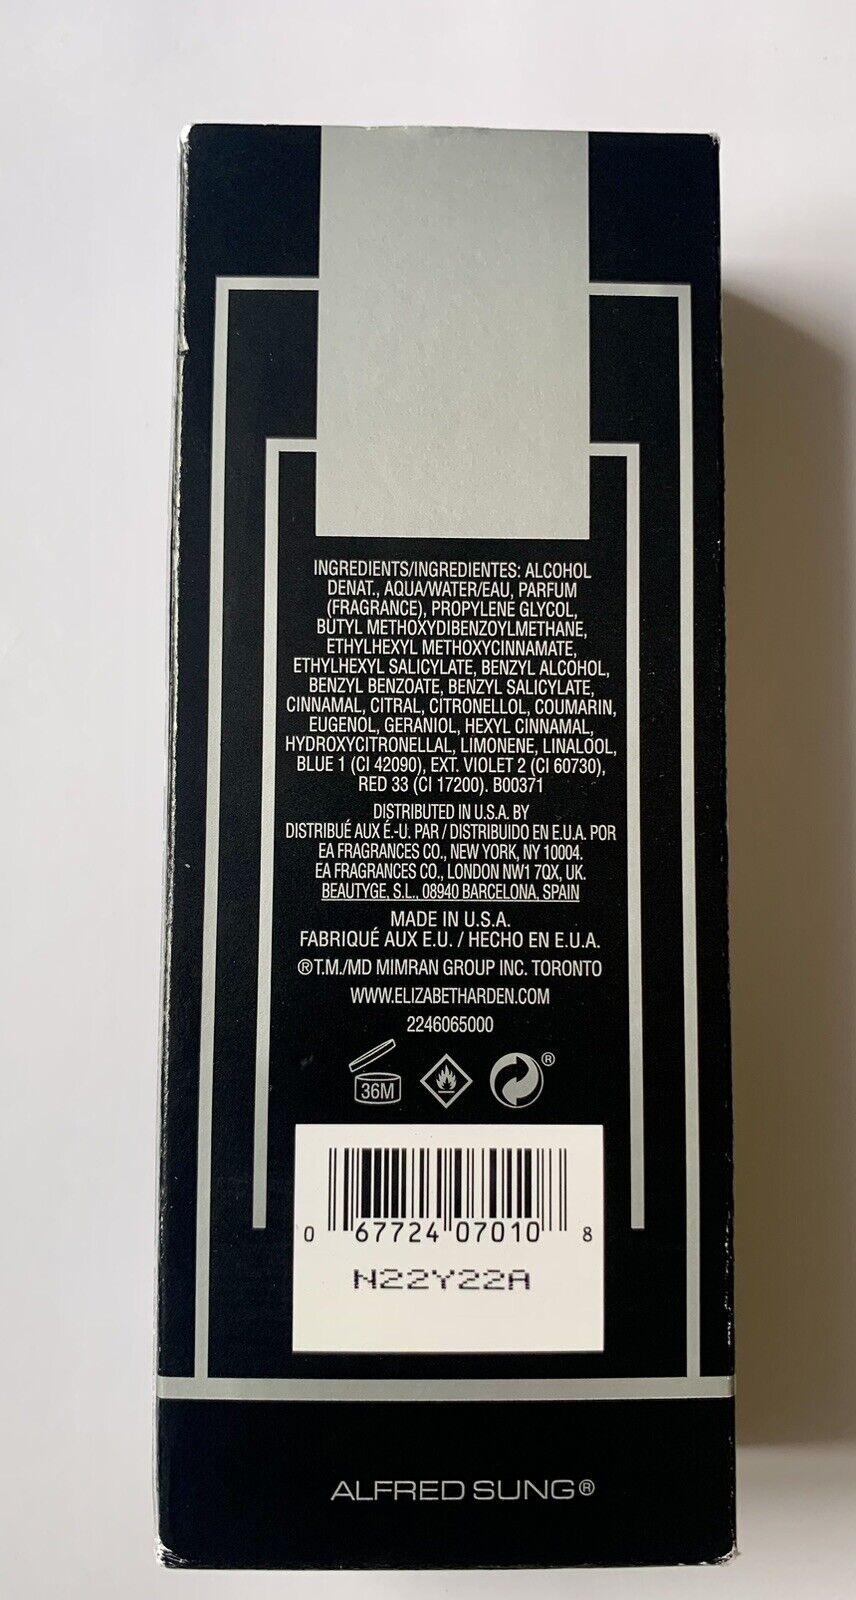 INGREDIENTS/INGREDIENTES: ALCOHOL
DENAT., AQUA/WATER/EAU, PARFUM
(FRAGRANCE), PROPYLENE GLYCOL,
BUTYL METHOXYDIBENZOYLMETHANE,
ETHYLHEXYL METHOXYCINNAMATE,
ETHYLHEXYL SALICYLATE, BENZYL ALCOHOL,
BENZYL BENZOATE, BENZYL SALICYLATE,
CINNAMAL, CITRAL, CITRONELLOL, COUMARIN,
EUGENOL, GERANIOL, HEXYL CINNAMAL,
HYDROXYCITRONELLAL, LIMONENE, LINALOOL,
BLUE 1 (CI 42090), EXT. VIOLET 2 (CI 60730),
RED 33 (CI 17200). B00371
DISTRIBUTED IN U.S.A. BY
DISTRIBUÉ AUX É.-U. PAR / DISTRIBUIDO EN E.U.A. POR
EA FRAGRANCES CO., NEW YORK, NY 10004.
EA FRAGRANCES CO., LONDON NW1 7QX, UK.
BEAUTYGE, S.L., 08940 BARCELONA, SPAIN
MADE IN U.S.A.
FABRIQUÉ AUX E.U. / HECHO EN E.U.A.
®T.M./MD MIMRAN GROUP INC. TORONTO
WWW.ELIZABETHARDEN.COM
2246065000
36M ®
0 67724 07010 8
N22Y22A
ALFRED SUNG®